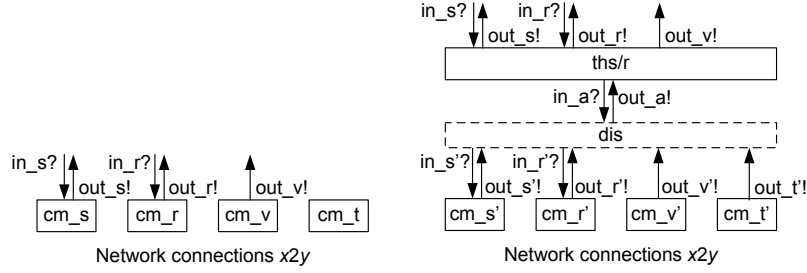 in_s?
out_s!
in_r?
out_r!
out_v!
cm_s
cm_r
cm_v
cm_t
Network connections x2y
in_s?
out_s!
in_r?
out_r!
out_v!
ths/r
in_a?
out_a!
dis
in_s'?
out_s'!
in_r'?
out_r'!
out_v'!
out_t'!
cm_s'
cm_r'
cm_v'
cm_t'
Network connections x2y